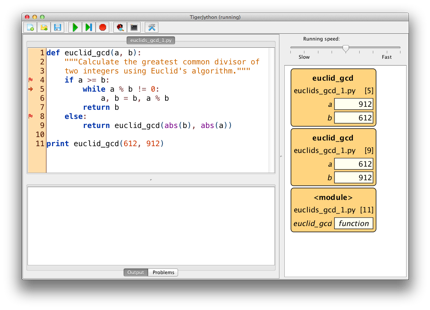 TigerJython (running)
euclids_gcd_1.py
1 def euclid_gcd(a, b):
2 """Calculate the greatest common divisor of
3 two integers using Euclid's algorithm."""
4 if a >= b:
5 while a % b != 0:
6 a, b = b, a % b
7 return b
8 else:
9 return euclid_gcd(abs(b), abs(a))
10
11 print euclid_gcd(612, 912)
Output Problems
Running speed:
Slow Fast
euclid_gcd
euclids_gcd_1.py [5]
a 912
b 612
euclid_gcd
euclids_gcd_1.py [9]
a 612
b 912
<module>
euclids_gcd_1.py [11]
euclid_gcd function